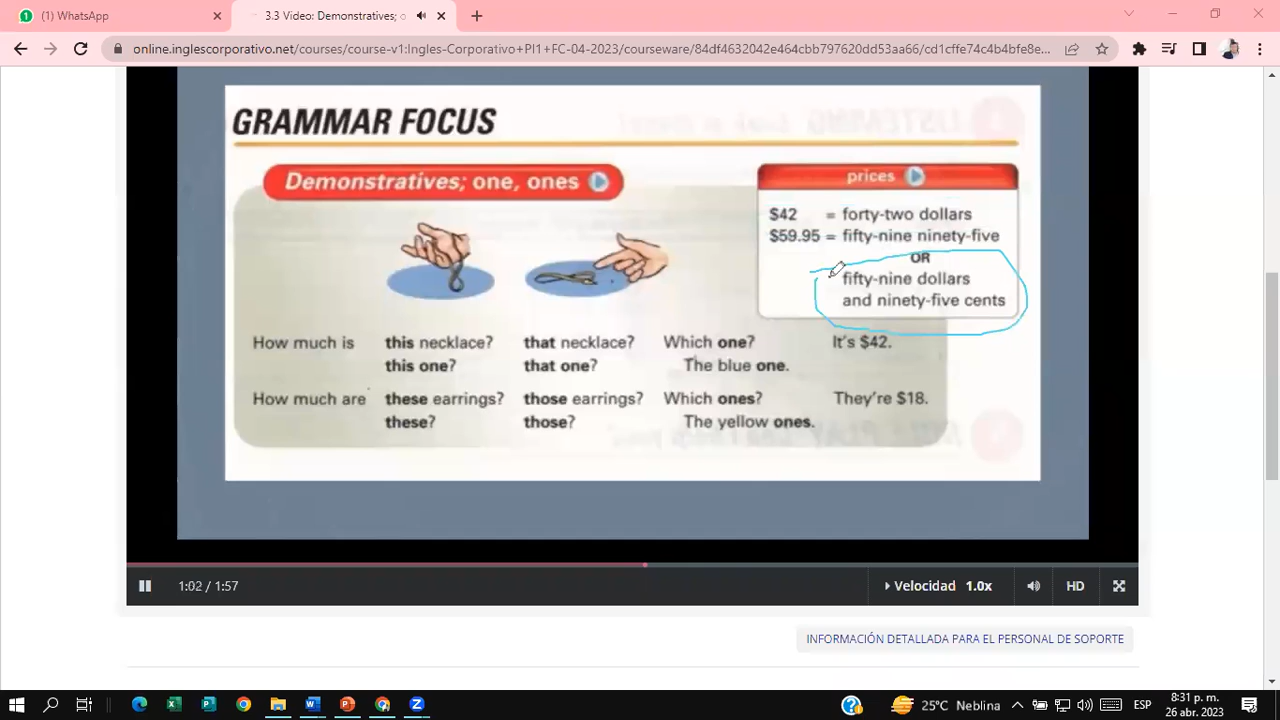 (1) WhatsApp
3.3 Video: Demonstratives; o
online.inglescorporativo.net/courses/course-v1:Ingles-Corporativo+PI1+FC-04-2023/courseware/84df4632042e464cbb797620dd53aa66/cd1cffe74c4b4bfe8e...
GRAMMAR FOCUS
Demonstratives; one, ones
prices
$42 = forty-two dollars
$59.95 = fifty-nine ninety-five
OR
fifty-nine dollars
and ninety-five cents
How much is this necklace? that necklace? Which one? It's $42.
this one? that one? The blue one.
How much are these earrings? those earrings? Which ones? They're $18.
these? those? The yellow ones.
1:02 / 1:57
Velocidad 1.0x
HD
INFORMACIÓN DETALLADA PARA EL PERSONAL DE SOPORTE
25°C Neblina
ESP
8:31 p. m.
26 abr. 2023